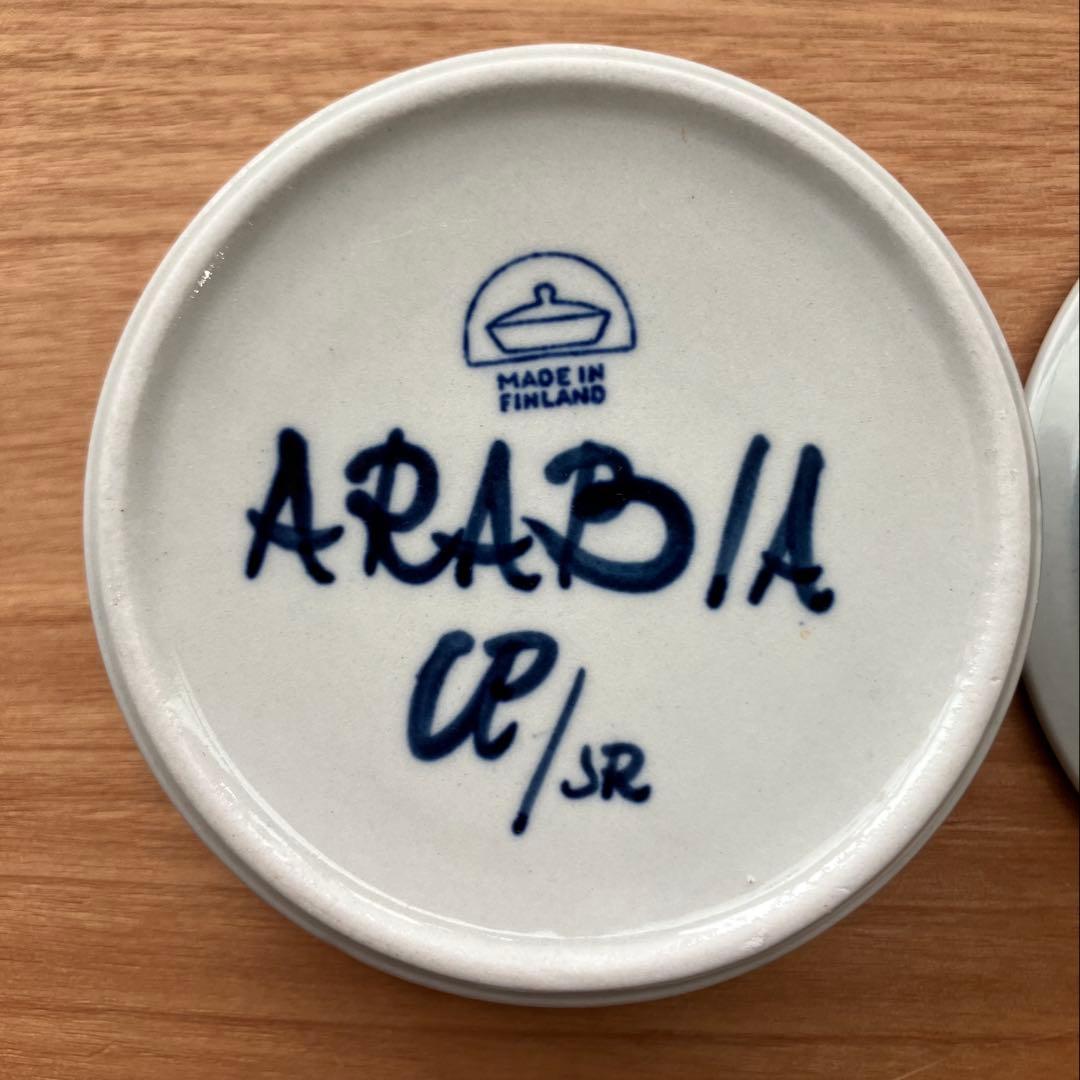 MADE IN
FINLAND
ARABIA.
UP/SR